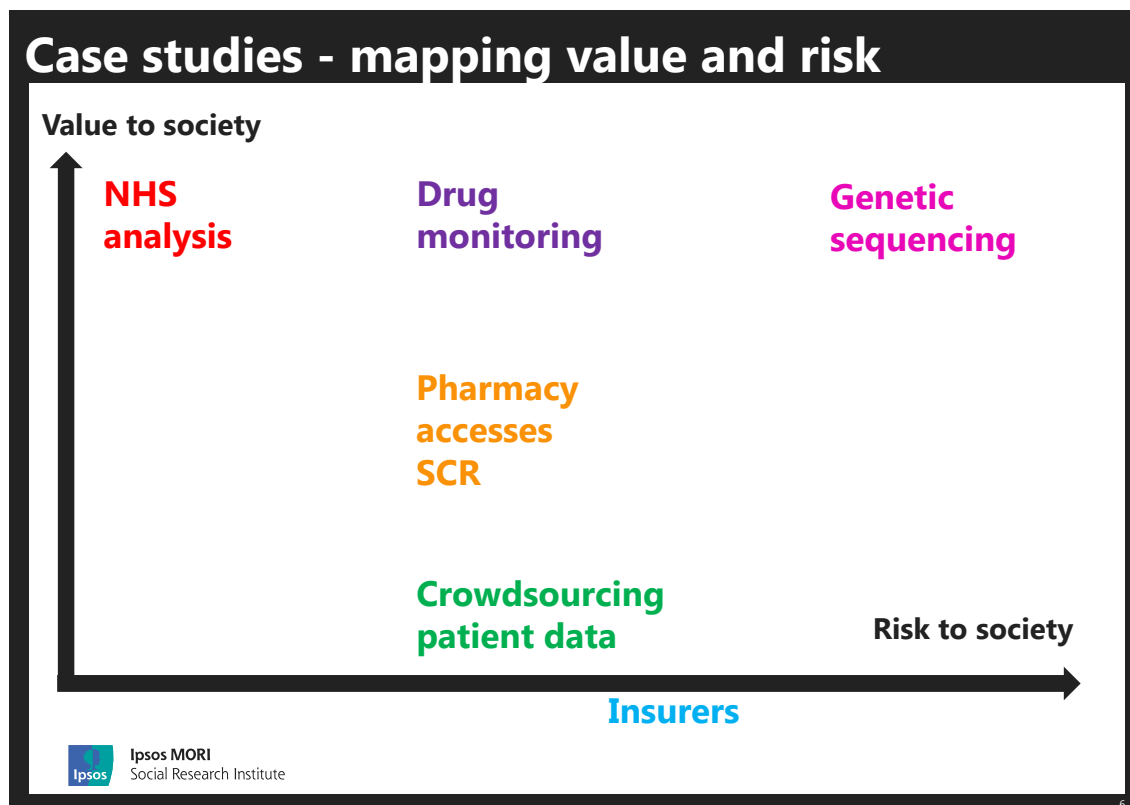 Case studies - mapping value and risk
Value to society
NHS
analysis
Drug
monitoring
Genetic
sequencing
Pharmacy
accesses
SCR
Crowdsourcing
patient data
Risk to society
Insurers
Ipsos
Ipsos MORI
Social Research Institute
6